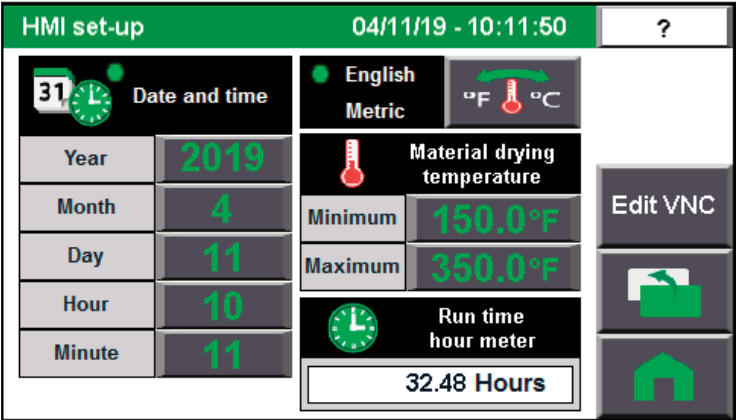 HMI set-up
04/11/19 - 10:11:50
?
31
Date and time
Year 2019
Month 4
Day 11
Hour 10
Minute 11
English
Metric
°F °C
Material drying
temperature
Minimum 150.0°F
Maximum 350.0°F
Run time
hour meter
32.48 Hours
Edit VNC